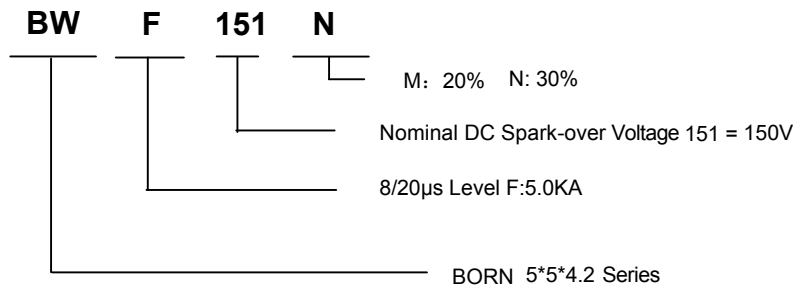 BW F 151 N
M：20% N: 30%
Nominal DC Spark-over Voltage 151 = 150V
8/20μs Level F:5.0KA
BORN 5*5*4.2 Series